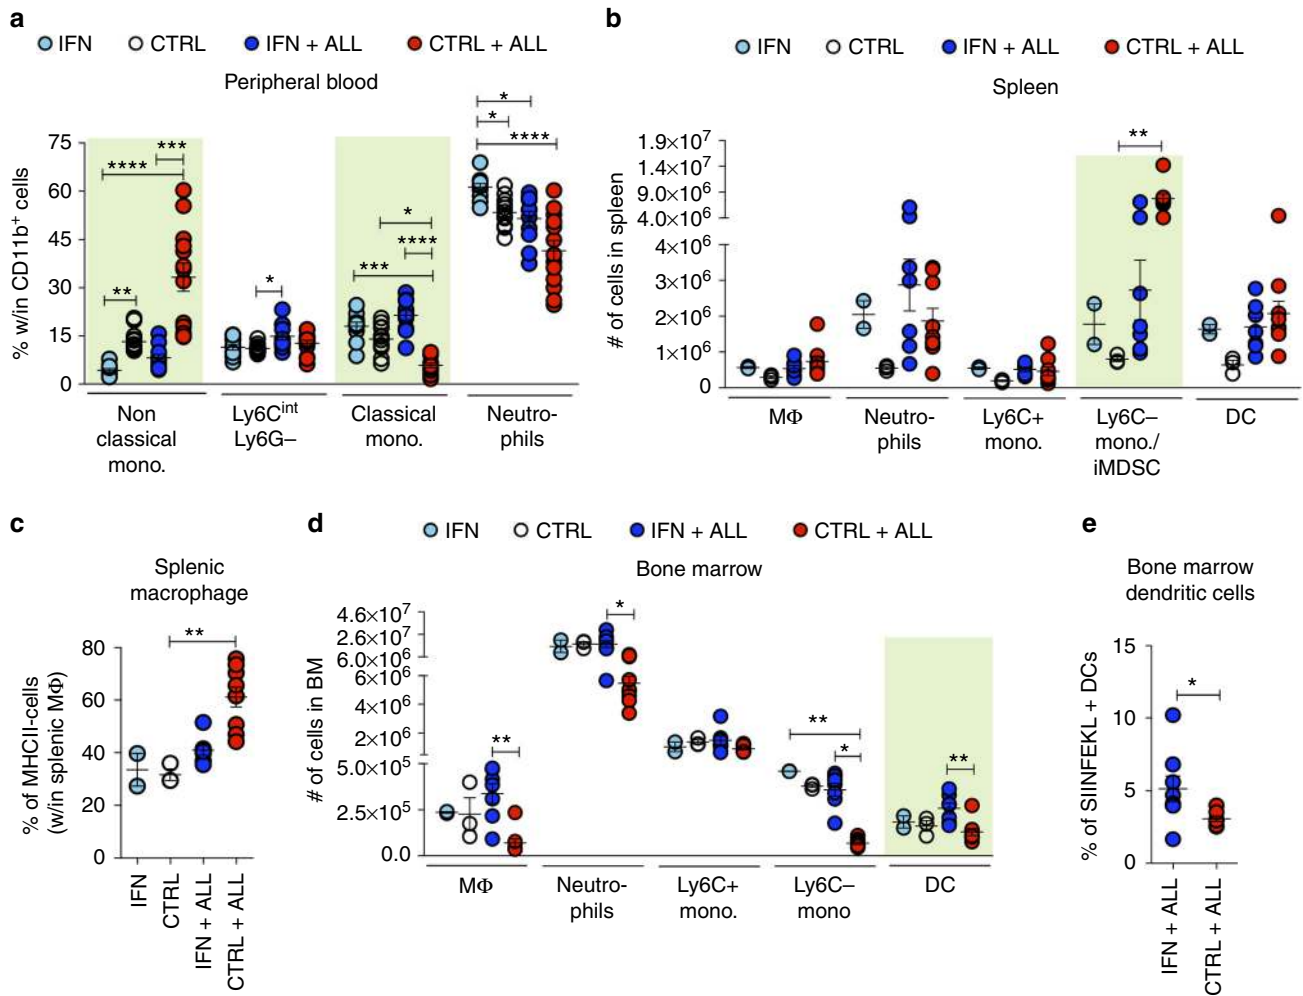 a
IFN CTRL IFN + ALL CTRL + ALL
Peripheral blood
% w/in CD11b⁺ cells
75
60
45
30
15
0
**
****
***
*
***
****
*
*
*
****
Non
classical
mono.
Ly6Cⁱⁿᵗ
Ly6G–
Classical
mono.
Neutro-
phils
b
IFN CTRL IFN + ALL CTRL + ALL
Spleen
# of cells in spleen
1.9×10⁷
1.4×10⁷
9.0×10⁶
4.0×10⁶
4×10⁶
3×10⁶
2×10⁶
1×10⁶
0
**
MΦ
Neutro-
phils
Ly6C+
mono.
Ly6C–
mono./
iMDSC
DC
c
Splenic
macrophage
% of MHCII-cells
(w/in splenic MΦ)
80
60
40
20
0
**
IFN
CTRL
IFN + ALL
CTRL + ALL
d
IFN CTRL IFN + ALL CTRL + ALL
Bone marrow
# of cells in BM
4.6×10⁷
2.6×10⁷
6.0×10⁶
6×10⁶
4×10⁶
2×10⁶
5.0×10⁵
2.5×10⁵
0.0
**
*
**
*
**
MΦ
Neutro-
phils
Ly6C+
mono.
Ly6C–
mono
DC
e
Bone marrow
dendritic cells
% of SIINFEKL + DCs
15
10
5
0
*
IFN + ALL
CTRL + ALL